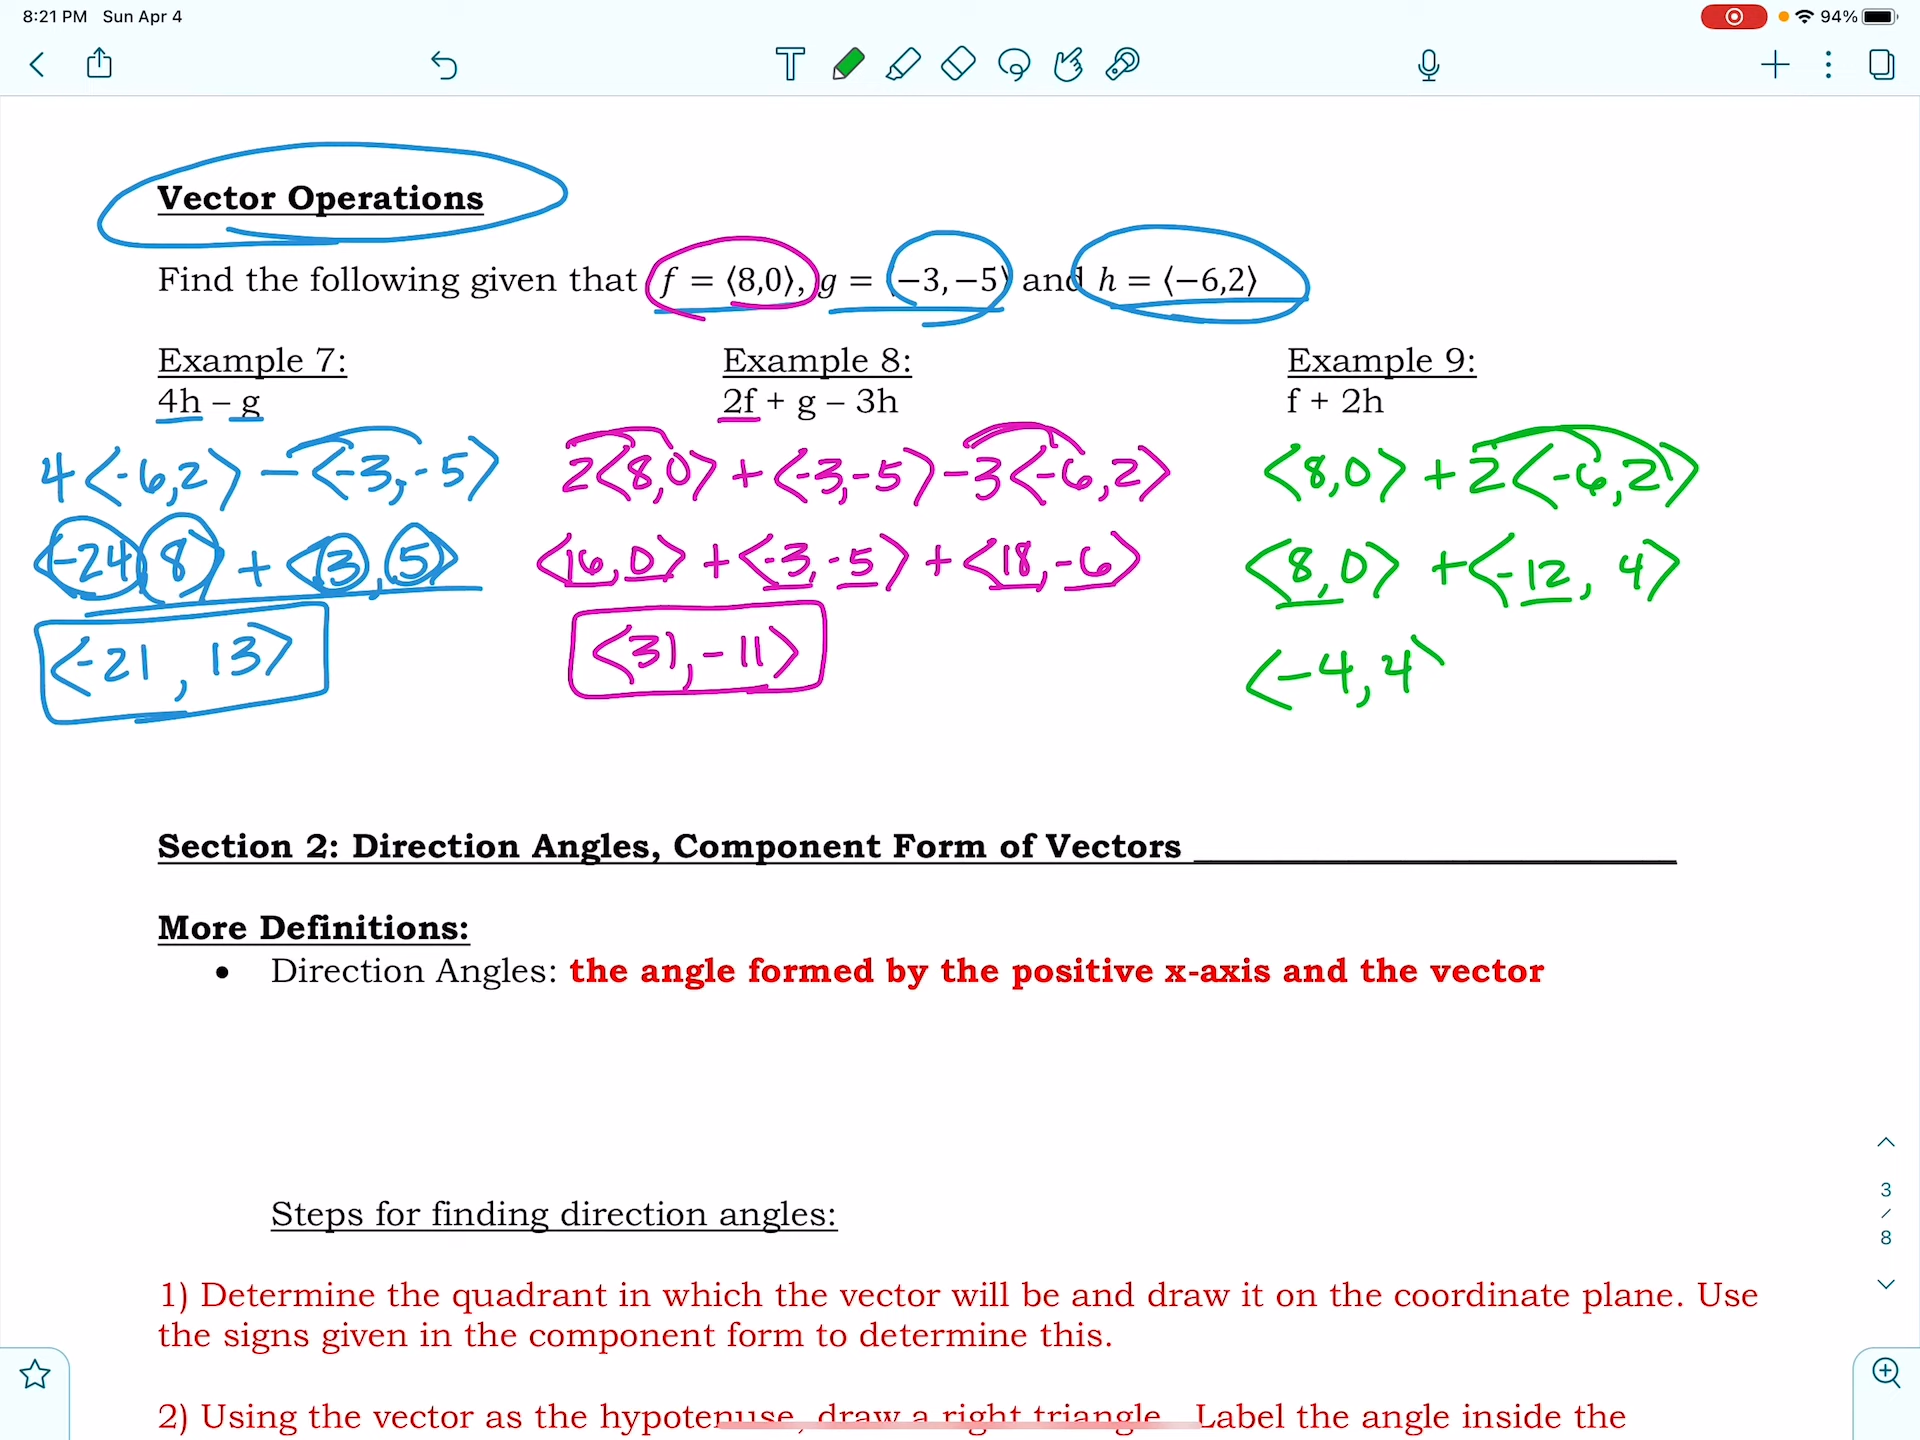 8:21 PM Sun Apr 4
94%
T
Vector Operations
Find the following given that f = ⟨8,0⟩, g = ⟨−3,−5⟩ and h = ⟨−6,2⟩
Example 7:
4h – g
4<-6,2> -<-3,-5>
<-24,8> + <3,5>
<-21, 13>
Example 8:
2f + g – 3h
2<8,0> + <-3,-5> -3<-6,2>
<16,0> + <-3,-5> + <18,-6>
<31,-11>
Example 9:
f + 2h
<8,0> + 2<-6,2>
<8,0> + <-12, 4>
<-4,4
Section 2: Direction Angles, Component Form of Vectors
More Definitions:
• Direction Angles: the angle formed by the positive x-axis and the vector
Steps for finding direction angles:
1) Determine the quadrant in which the vector will be and draw it on the coordinate plane. Use
the signs given in the component form to determine this.
2) Using the vector as the hypotenuse, draw a right triangle. Label the angle inside the
3
/
8